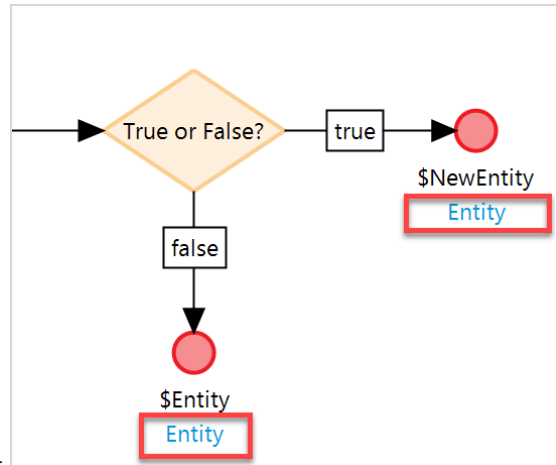 True or False?
true
$NewEntity
Entity
false
$Entity
Entity